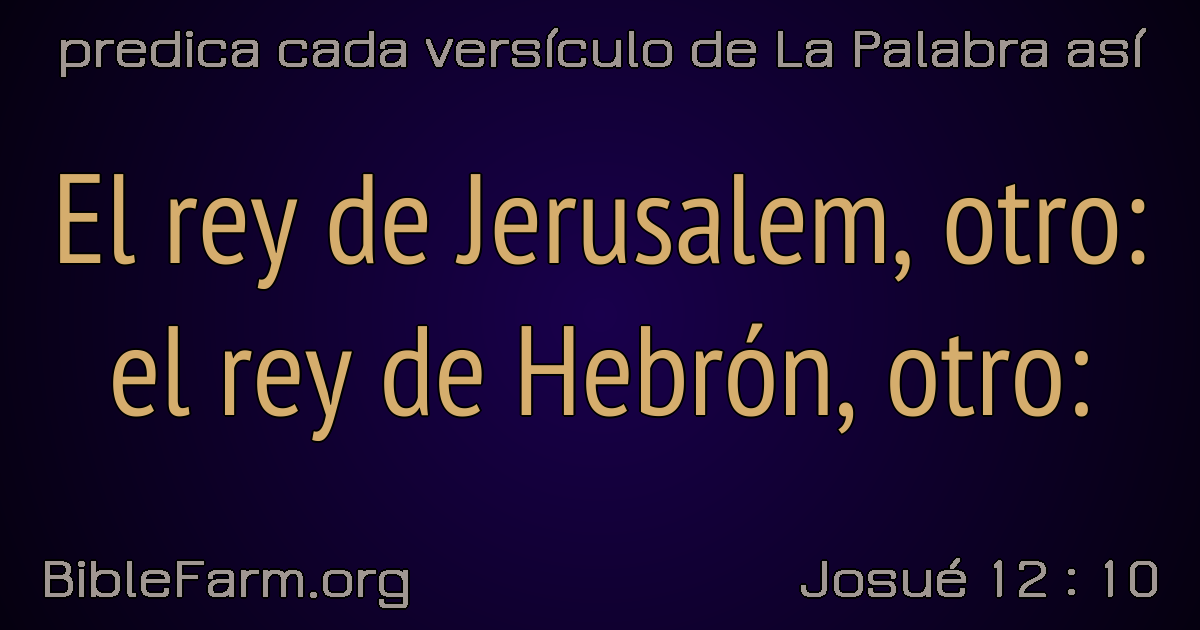 predica cada versículo de La Palabra así
El rey de Jerusalem, otro:
el rey de Hebrón, otro:
BibleFarm.org
Josué 12 : 10